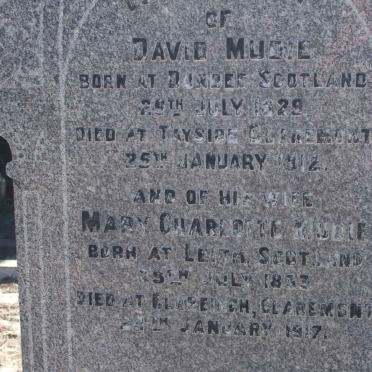 OF
DAVID MUDIE
BORN AT DUNDEE SCOTLAND
29TH JULY 1829
DIED AT TAYSIDE CLAREMONT
25TH JANUARY 1912.
AND OF HIS WIFE
MARY CHARLOTTE MUDIE
BORN AT LEITH, SCOTLAND
JULY
DIED AT CLAREMONT
JANUARY 1917.